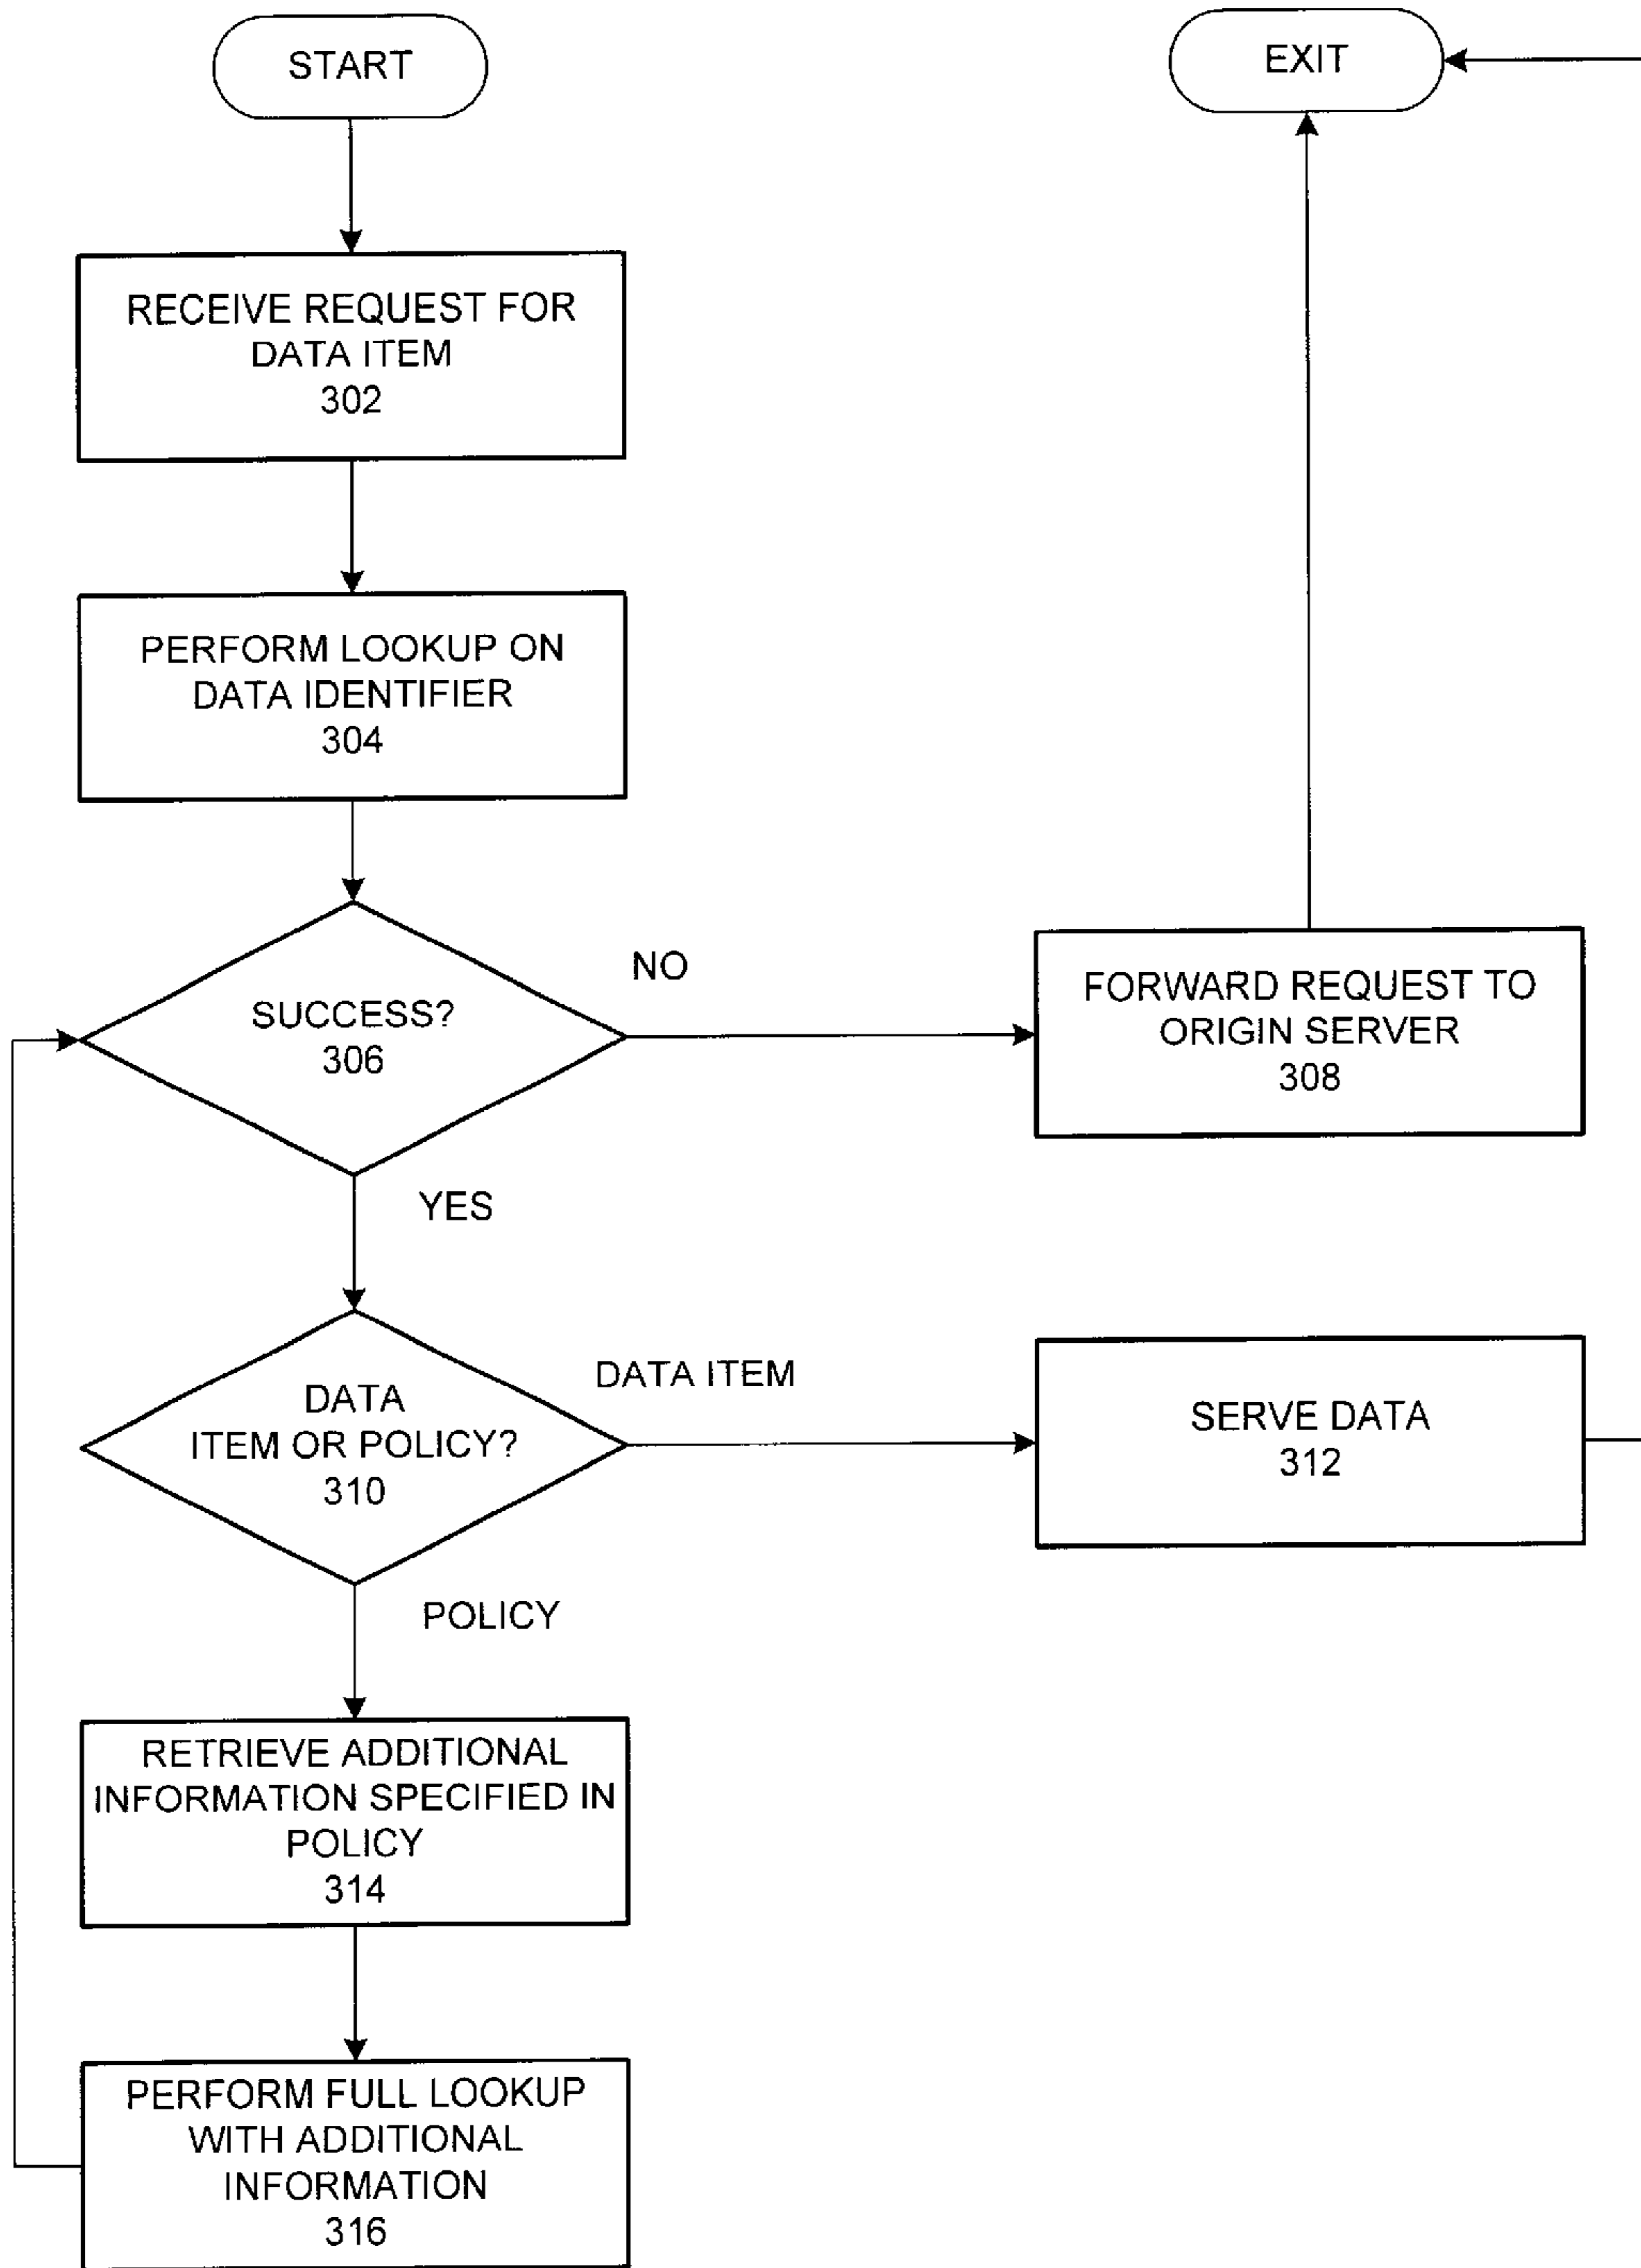 START
EXIT
RECEIVE REQUEST FOR
DATA ITEM
302
PERFORM LOOKUP ON
DATA IDENTIFIER
304
SUCCESS?
306
NO
FORWARD REQUEST TO
ORIGIN SERVER
308
YES
DATA
ITEM OR POLICY?
310
DATA ITEM
SERVE DATA
312
POLICY
RETRIEVE ADDITIONAL
INFORMATION SPECIFIED IN
POLICY
314
PERFORM FULL LOOKUP
WITH ADDITIONAL
INFORMATION
316